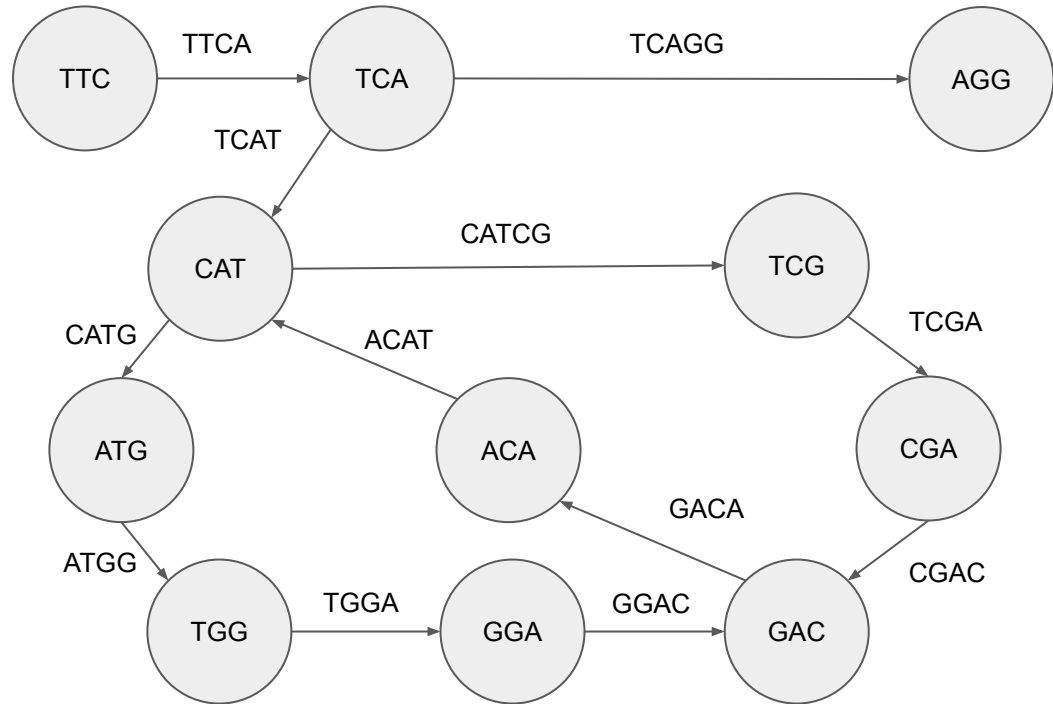 TTCA
TCAGG
TTC
TCA
AGG
TCAT
CATCG
CAT
TCG
CATG
ACAT
TCGA
ATG
ACA
CGA
GACA
ATGG
CGAC
TGGA
GGAC
TGG
GGA
GAC